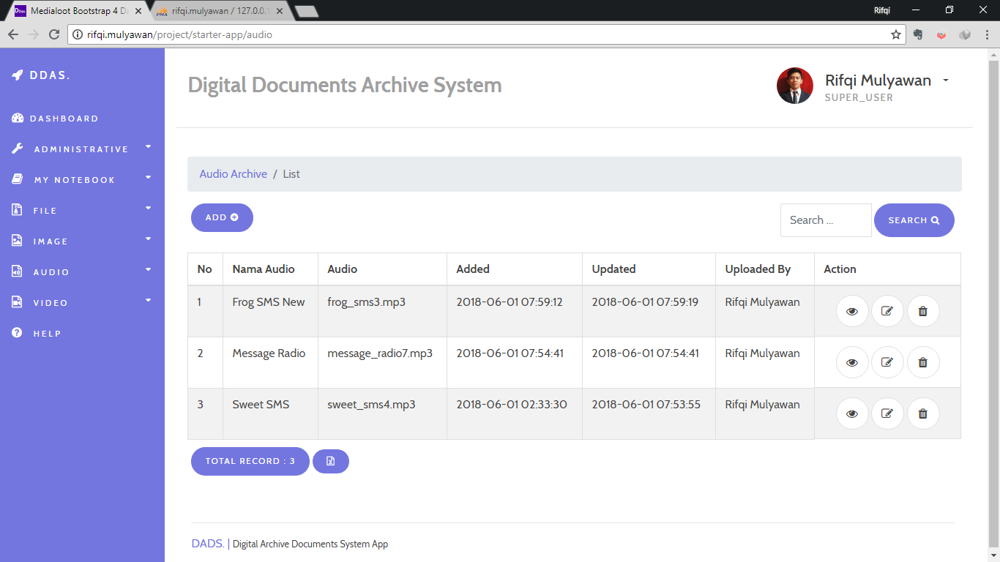 Medialoot Bootstrap 4 Da
rifqi.mulyawan / 127.0.0.1
Rifqi
rifqi.mulyawan/project/starter-app/audio
DDAS.
DASHBOARD
ADMINISTRATIVE
MY NOTEBOOK
FILE
IMAGE
AUDIO
VIDEO
HELP
Digital Documents Archive System
Rifqi Mulyawan
SUPER_USER
Audio Archive / List
ADD
Search ...
SEARCH
No Nama Audio Audio Added Updated Uploaded By Action
1 Frog SMS New frog_sms3.mp3 2018-06-01 07:59:12 2018-06-01 07:59:19 Rifqi Mulyawan
2 Message Radio message_radio7.mp3 2018-06-01 07:54:41 2018-06-01 07:54:41 Rifqi Mulyawan
3 Sweet SMS sweet_sms4.mp3 2018-06-01 02:33:30 2018-06-01 07:53:55 Rifqi Mulyawan
TOTAL RECORD : 3
DADS. | Digital Archive Documents System App